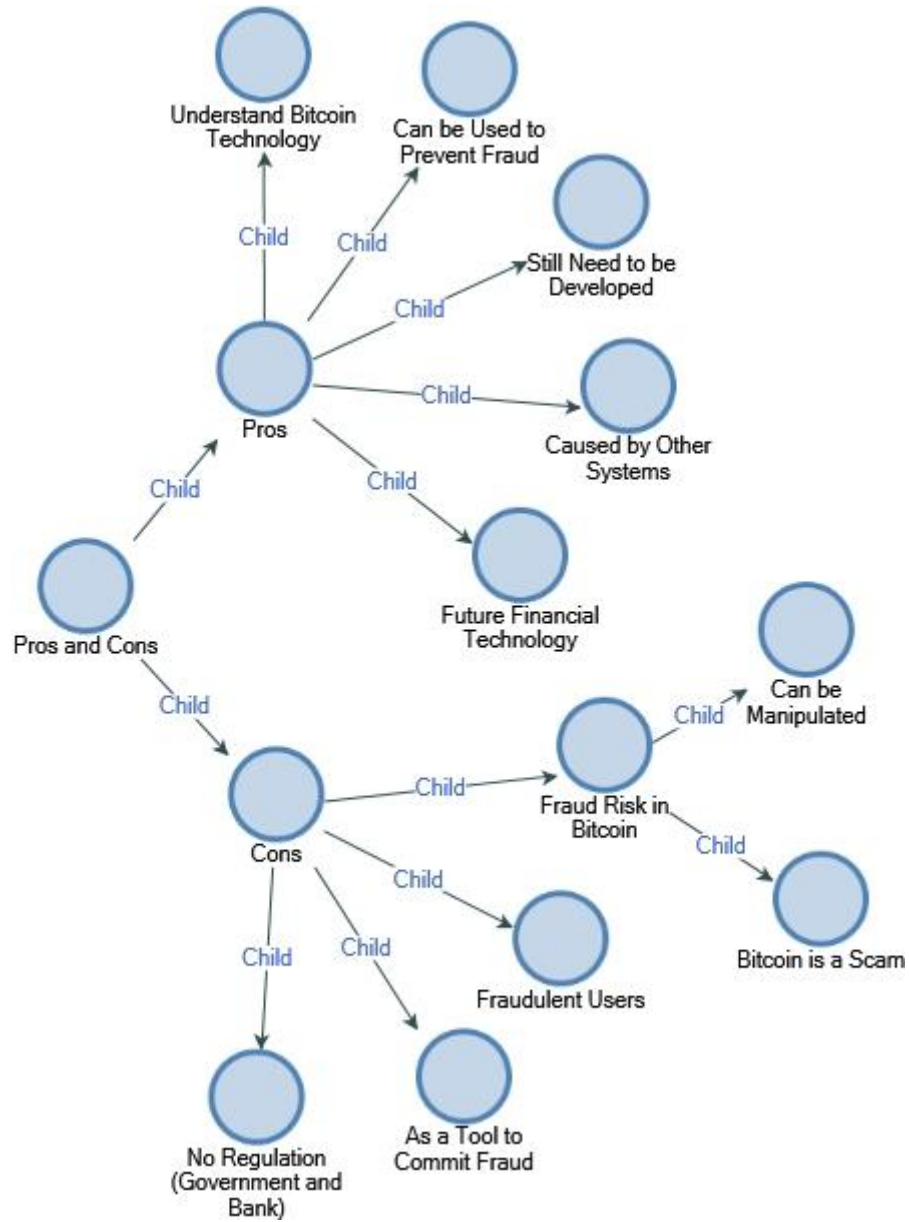 Understand Bitcoin
Technology
Can be Used to
Prevent Fraud
Child
Child
Still Need to be
Developed
Child
Pros
Child
Caused by Other
Systems
Child
Child
Future Financial
Technology
Pros and Cons
Child
Can be
Manipulated
Child
Child
Cons
Fraud Risk in
Bitcoin
Child
Child
Bitcoin is a Scam
Child
Child
Fraudulent Users
No Regulation
(Government and
Bank)
As a Tool to
Commit Fraud